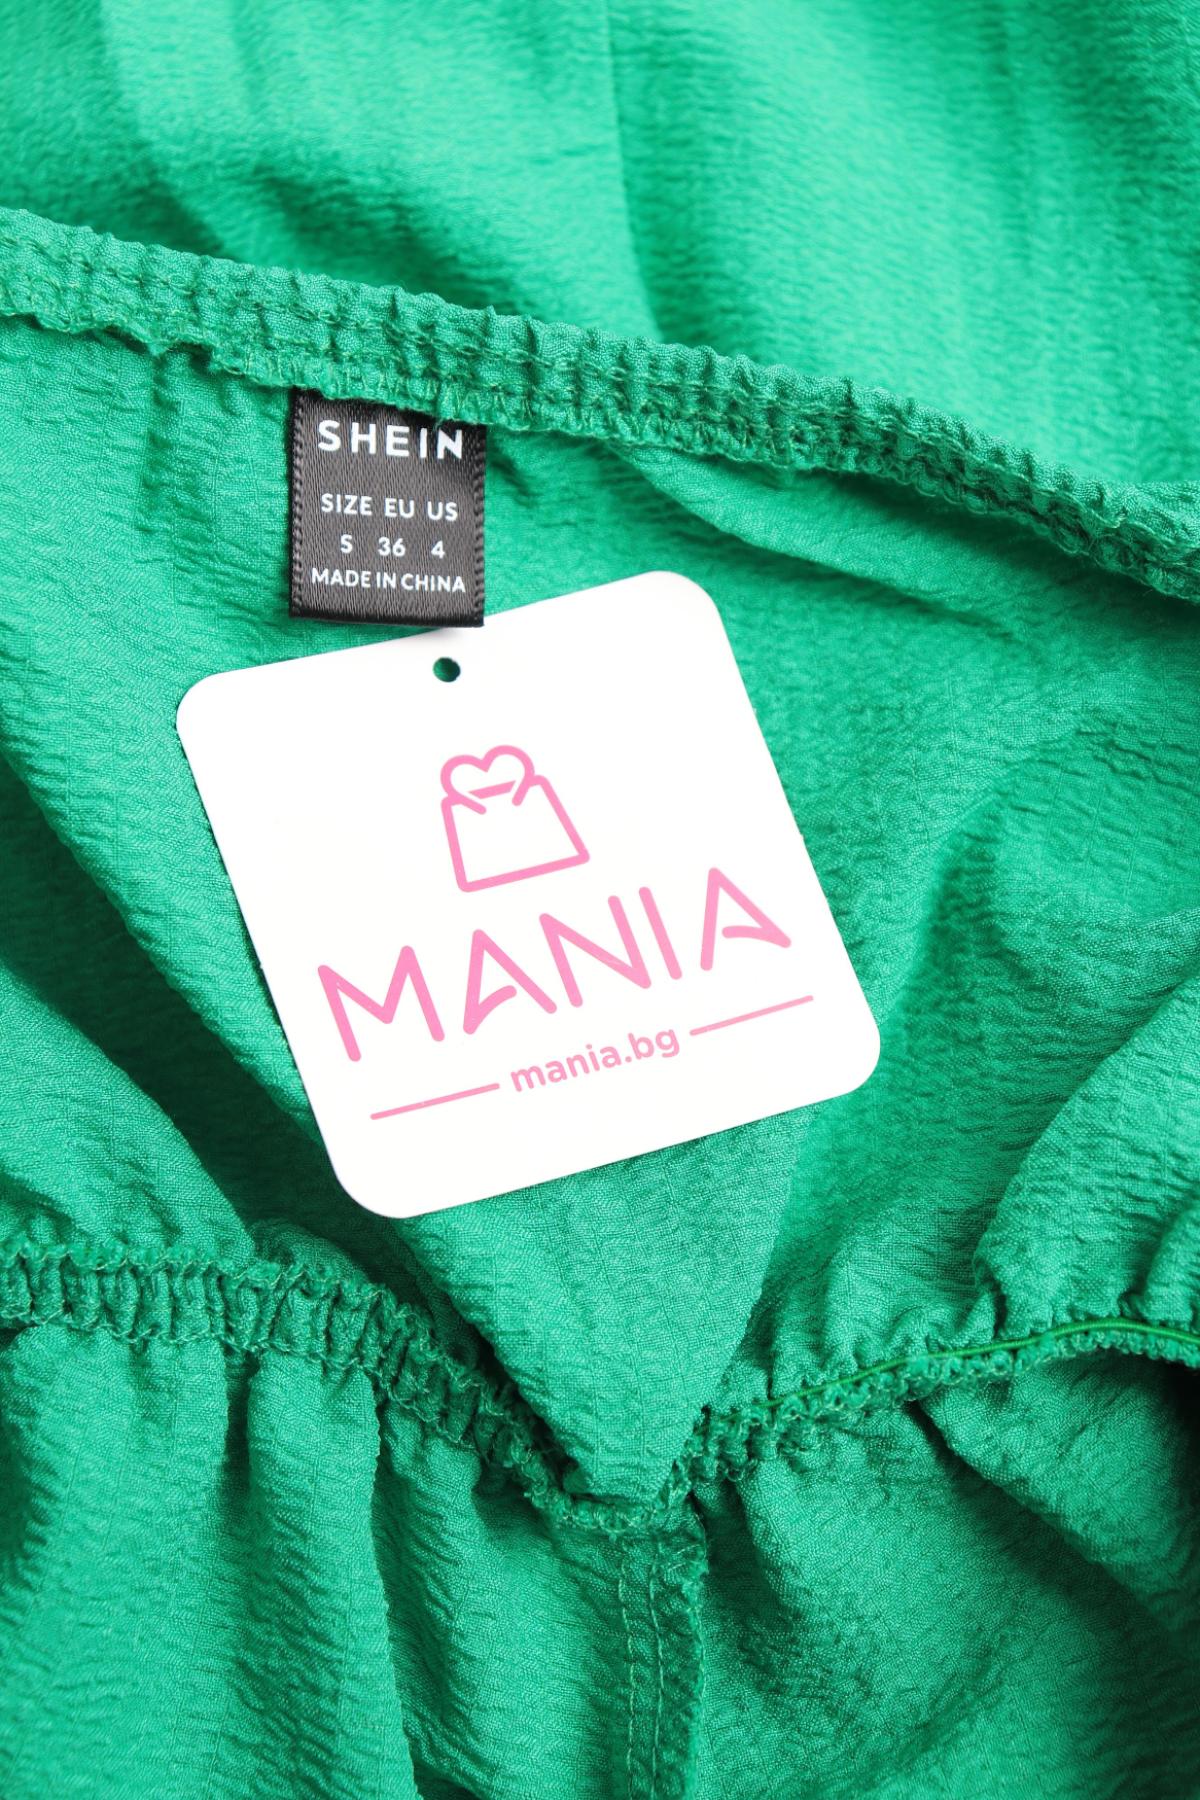 SHEIN
SIZE EU US
S 36 4
MADE IN CHINA
MANIA
mania.bg